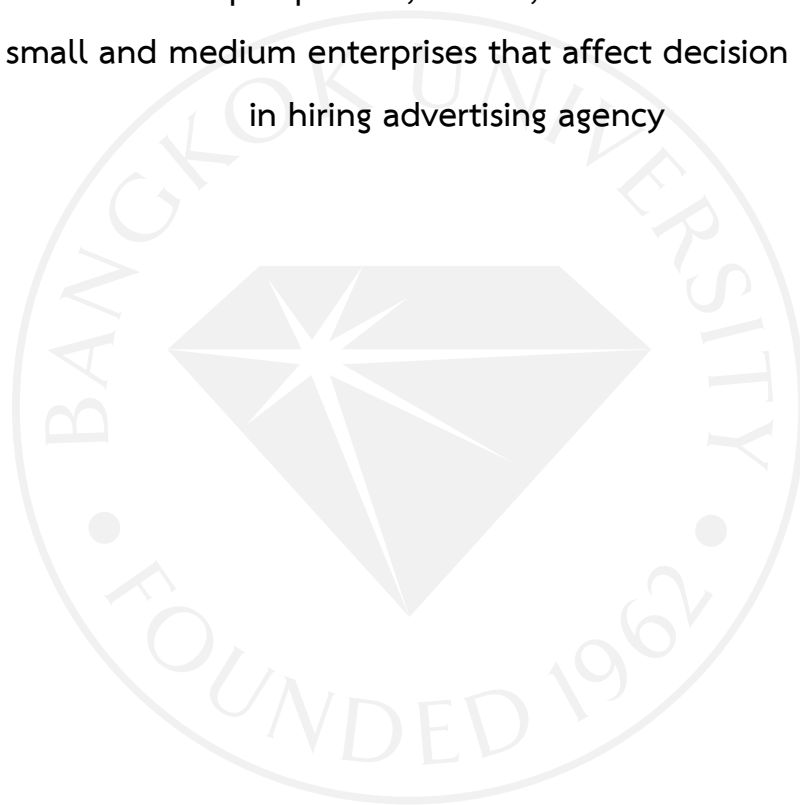 small and medium enterprises that affect decision
in hiring advertising agency
BANGKOK UNIVERSITY
FOUNDED 1962